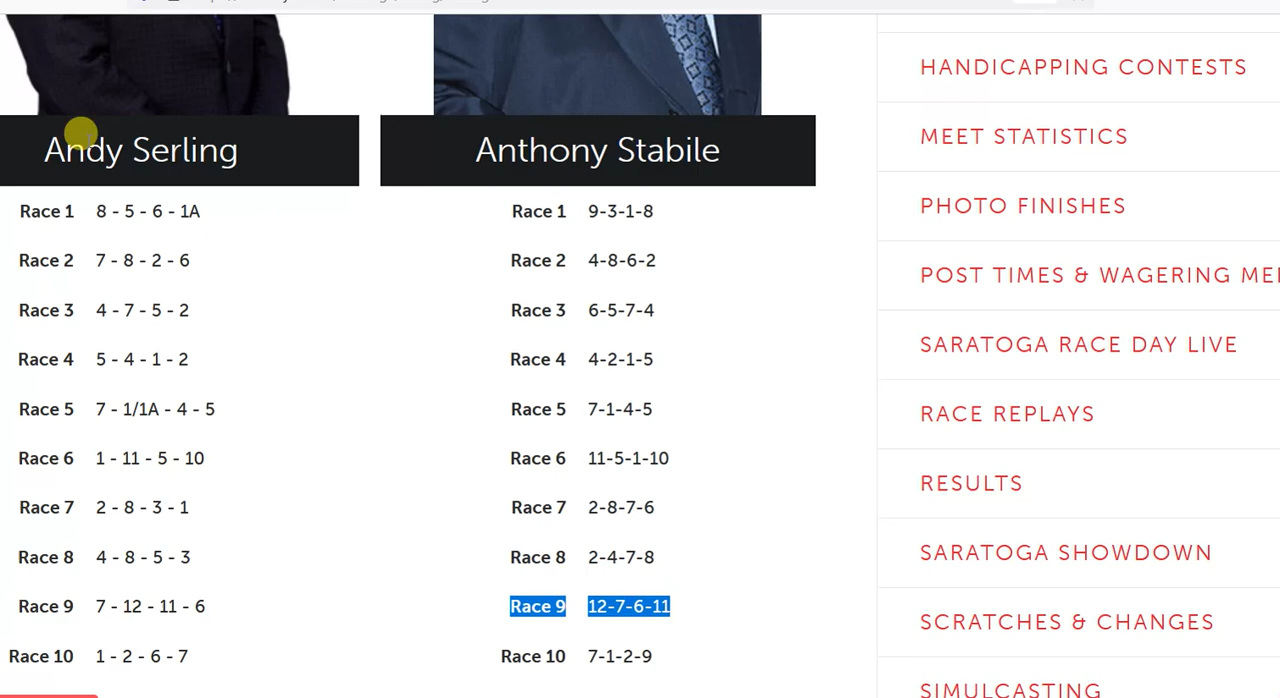 Andy Serling
Race 1 8 - 5 - 6 - 1A
Race 2 7 - 8 - 2 - 6
Race 3 4 - 7 - 5 - 2
Race 4 5 - 4 - 1 - 2
Race 5 7 - 1/1A - 4 - 5
Race 6 1 - 11 - 5 - 10
Race 7 2 - 8 - 3 - 1
Race 8 4 - 8 - 5 - 3
Race 9 7 - 12 - 11 - 6
Race 10 1 - 2 - 6 - 7
Anthony Stabile
Race 1 9-3-1-8
Race 2 4-8-6-2
Race 3 6-5-7-4
Race 4 4-2-1-5
Race 5 7-1-4-5
Race 6 11-5-1-10
Race 7 2-8-7-6
Race 8 2-4-7-8
Race 9 12-7-6-11
Race 10 7-1-2-9
HANDICAPPING CONTESTS
MEET STATISTICS
PHOTO FINISHES
POST TIMES & WAGERING
SARATOGA RACE DAY LIVE
RACE REPLAYS
RESULTS
SARATOGA SHOWDOWN
SCRATCHES & CHANGES
SIMULCASTING